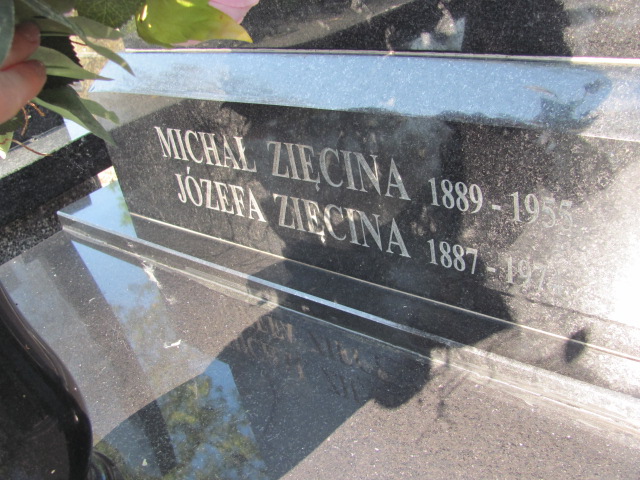 MICHAŁ ZIĘCINA 1889 - 1955
JÓZEFA ZIĘCINA 1887 -